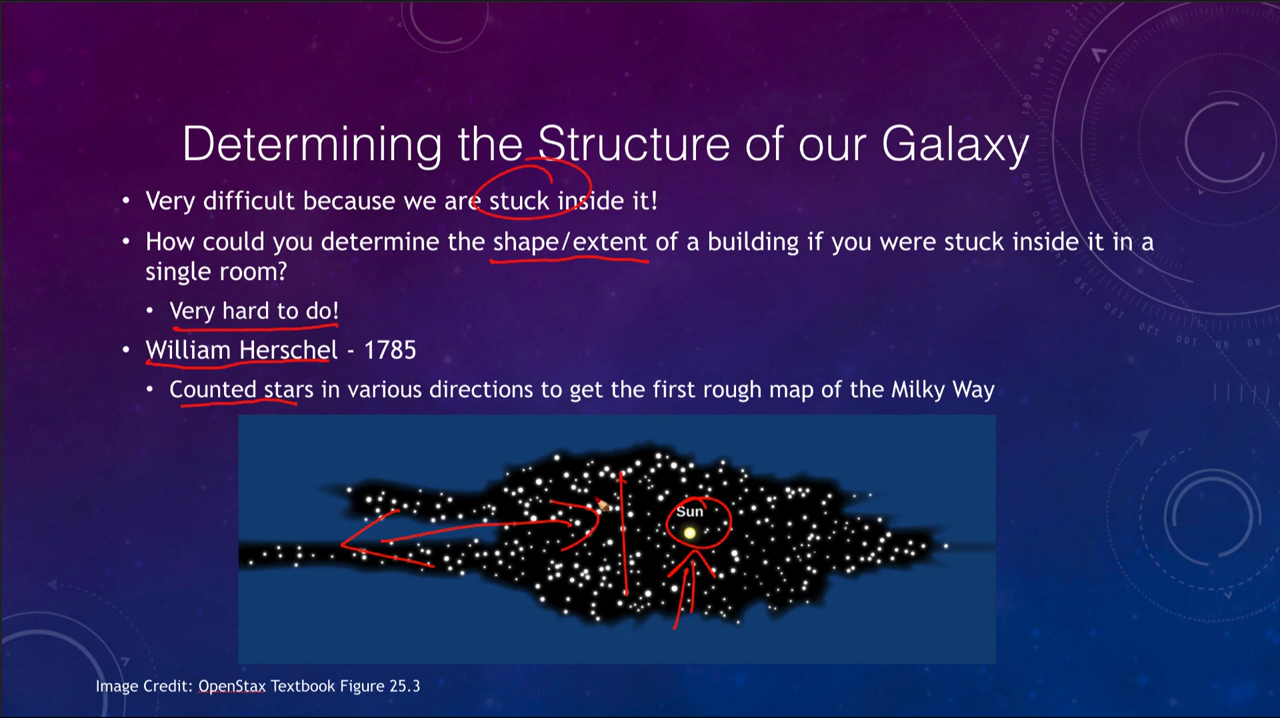 Determining the Structure of our Galaxy
• Very difficult because we are stuck inside it!
• How could you determine the shape/extent of a building if you were stuck inside it in a
single room?
• Very hard to do!
• William Herschel - 1785
• Counted stars in various directions to get the first rough map of the Milky Way
Sun
Image Credit: OpenStax Textbook Figure 25.3